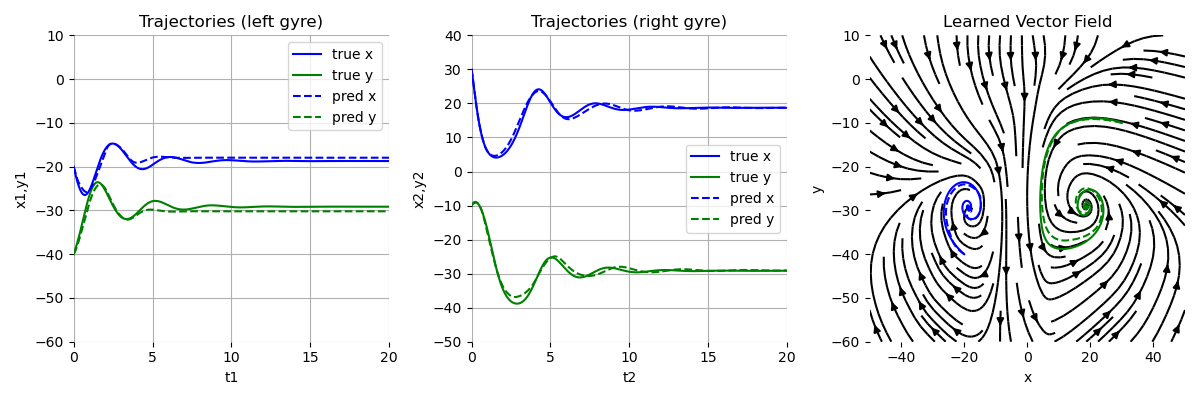 Trajectories (left gyre)
10
0
−10
−20
−30
−40
−50
−60
x1,y1
0
5
10
15
20
t1
true x
true y
pred x
pred y
Trajectories (right gyre)
40
30
20
10
0
−10
−20
−30
−40
−50
x2,y2
0
5
10
15
20
t2
true x
true y
pred x
pred y
Learned Vector Field
10
0
−10
−20
−30
−40
−50
−60
y
−40
−20
0
20
40
x